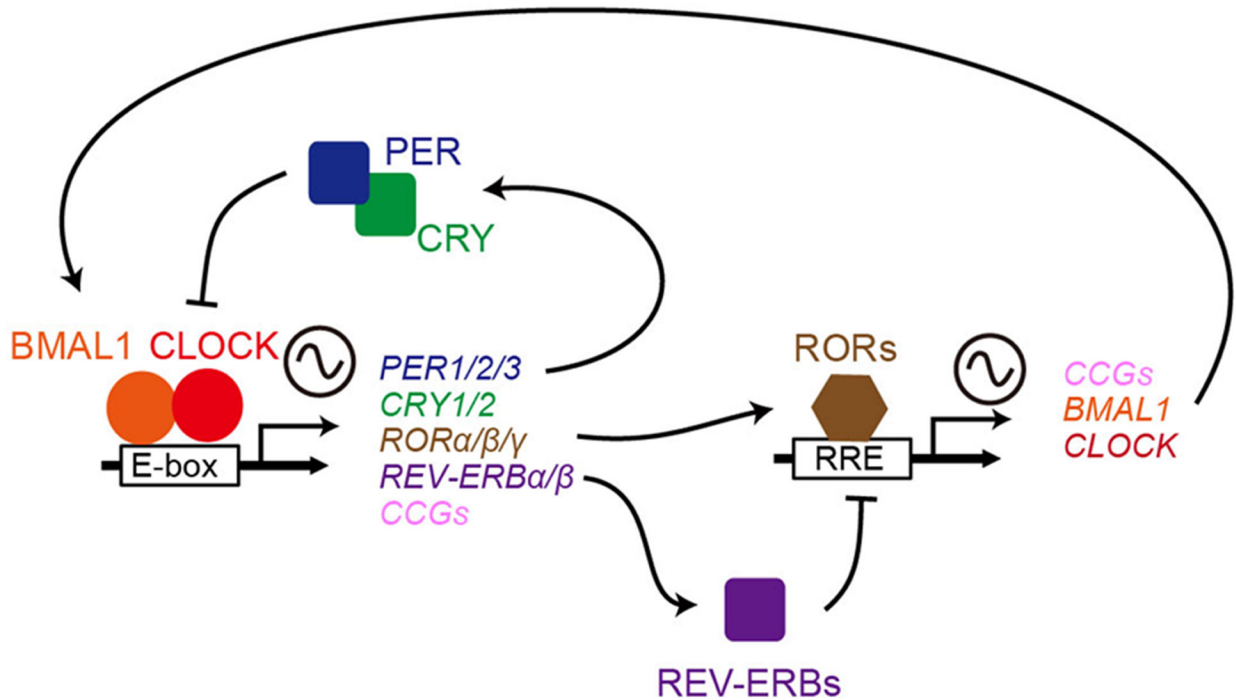 PER
CRY
BMAL1 CLOCK
E-box
PER1/2/3
CRY1/2
RORα/β/γ
REV-ERBα/β
CCGs
RORs
RRE
CCGs
BMAL1
CLOCK
REV-ERBs